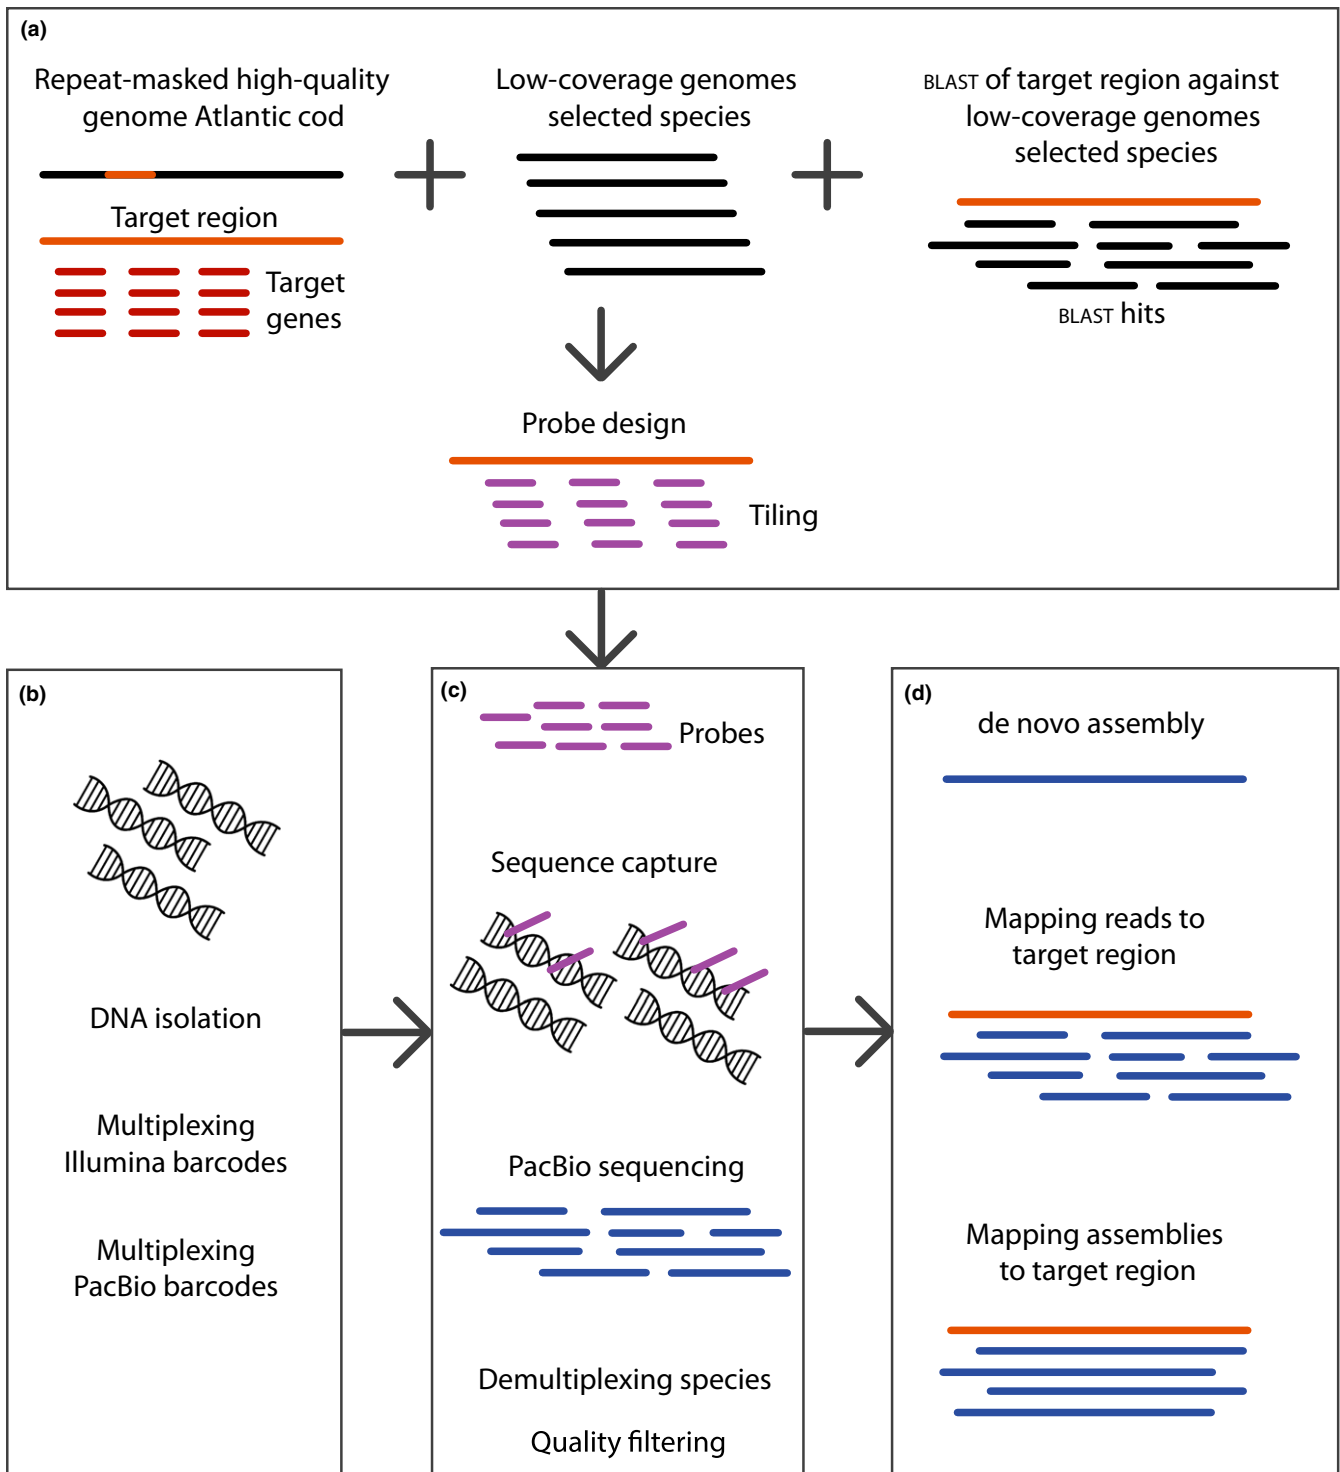 (a)
Repeat-masked high-quality
genome Atlantic cod
Target region
Target
genes
Low-coverage genomes
selected species
BLAST of target region against
low-coverage genomes
selected species
BLAST hits
Probe design
Tiling
(b)
DNA isolation
Multiplexing
Illumina barcodes
Multiplexing
PacBio barcodes
(c)
Probes
Sequence capture
PacBio sequencing
Demultiplexing species
Quality filtering
(d)
de novo assembly
Mapping reads to
target region
Mapping assemblies
to target region